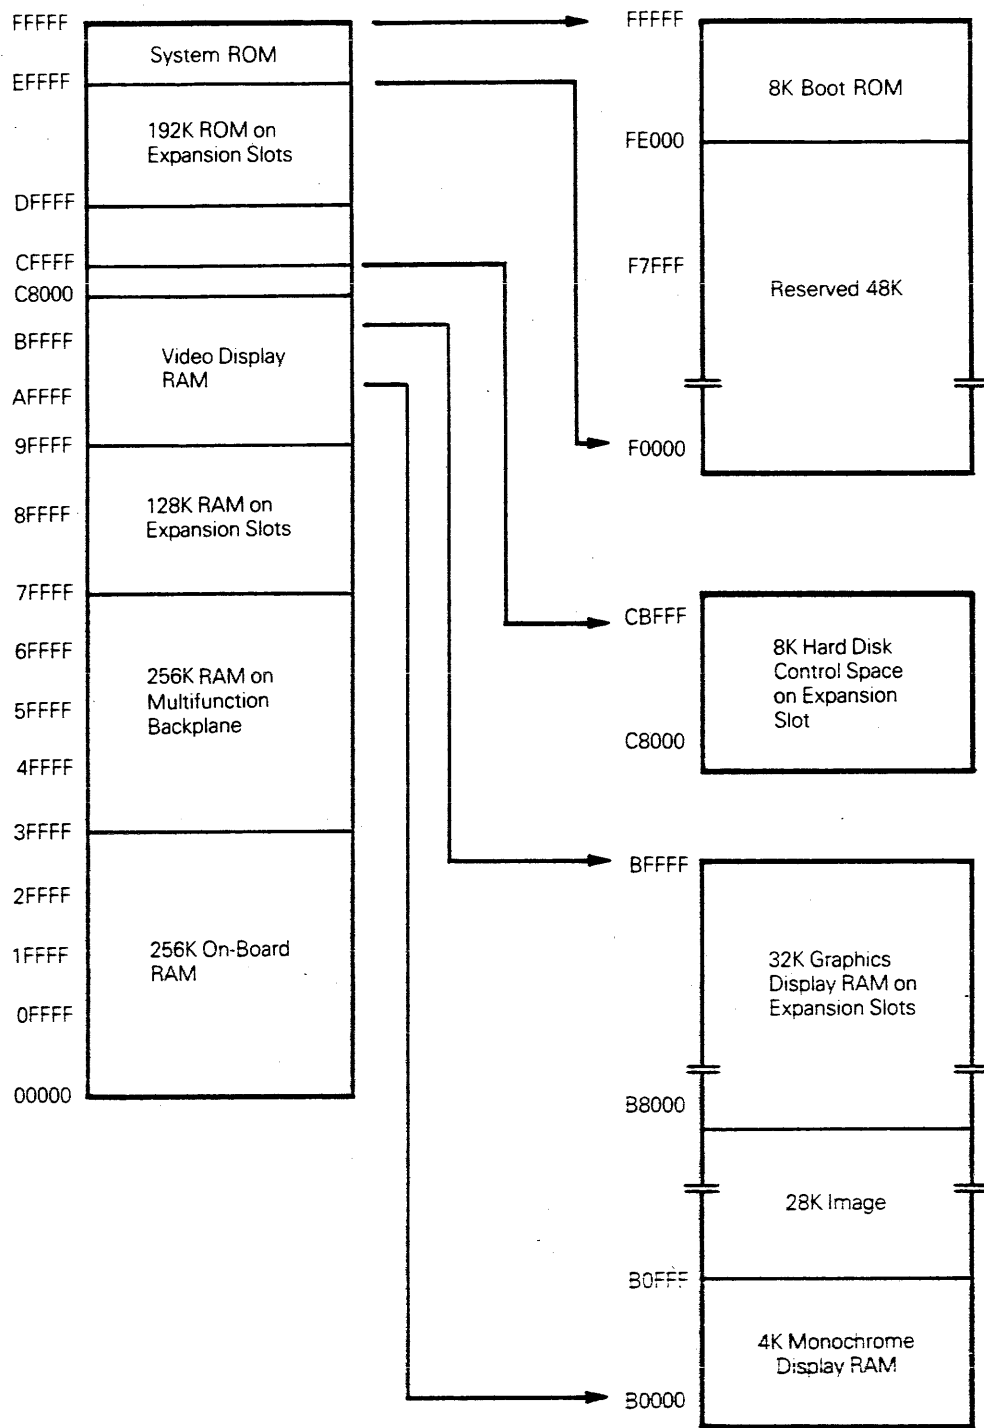 FFFFF
System ROM
EFFFF
192K ROM on
Expansion Slots
DFFFF
CFFFF
C8000
BFFFF
Video Display
RAM
AFFFF
9FFFF
128K RAM on
Expansion Slots
8FFFF
7FFFF
6FFFF
256K RAM on
Multifunction
Backplane
5FFFF
4FFFF
3FFFF
2FFFF
256K On-Board
RAM
1FFFF
0FFFF
00000
FFFFF
8K Boot ROM
FE000
F7FFF
Reserved 48K
F0000
CBFFF
8K Hard Disk
Control Space
on Expansion
Slot
C8000
BFFFF
32K Graphics
Display RAM on
Expansion Slots
B8000
28K Image
B0FFF
4K Monochrome
Display RAM
B0000